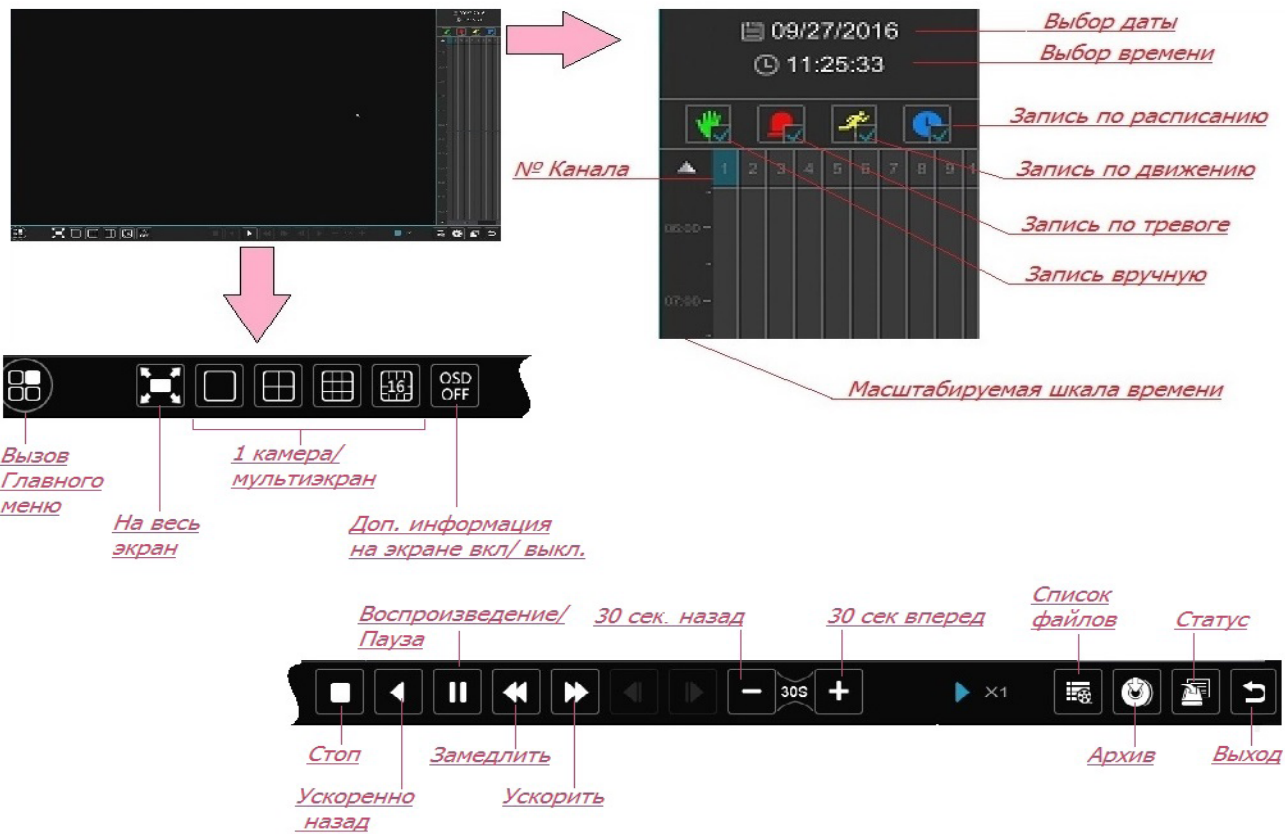 09/27/2016
11:25:33
Выбор даты
Выбор времени
Запись по расписанию
№ Канала
1 2 3 4 5 6 7 8 9 1
Запись по движению
06:00
Запись по тревоге
Запись вручную
07:00
Масштабируемая шкала времени
16
OSD
OFF
Вызов
Главного
меню
1 камера/
мультиэкран
На весь
экран
Доп. информация
на экране вкл/ выкл.
Воспроизведение/
Пауза
30 сек. назад
30 сек вперед
Список
файлов
Статус
30S
X1
Стоп
Замедлить
Архив
Выход
Ускоренно
назад
Ускорить